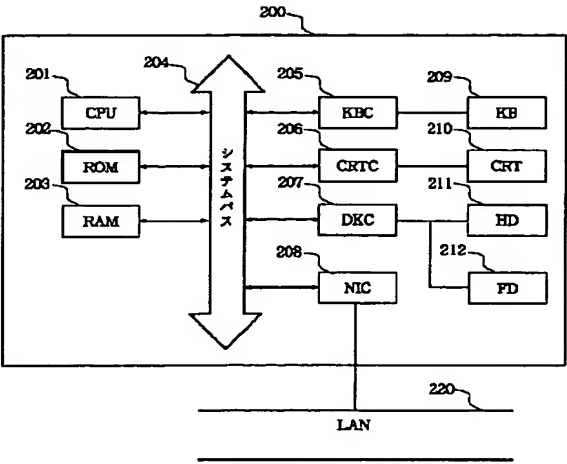 200
201
CPU
202
ROM
203
RAM
204
システムバス
205
KBC
206
CRTC
207
DKC
208
NIC
209
KB
210
CRT
211
HD
212
FD
220
LAN